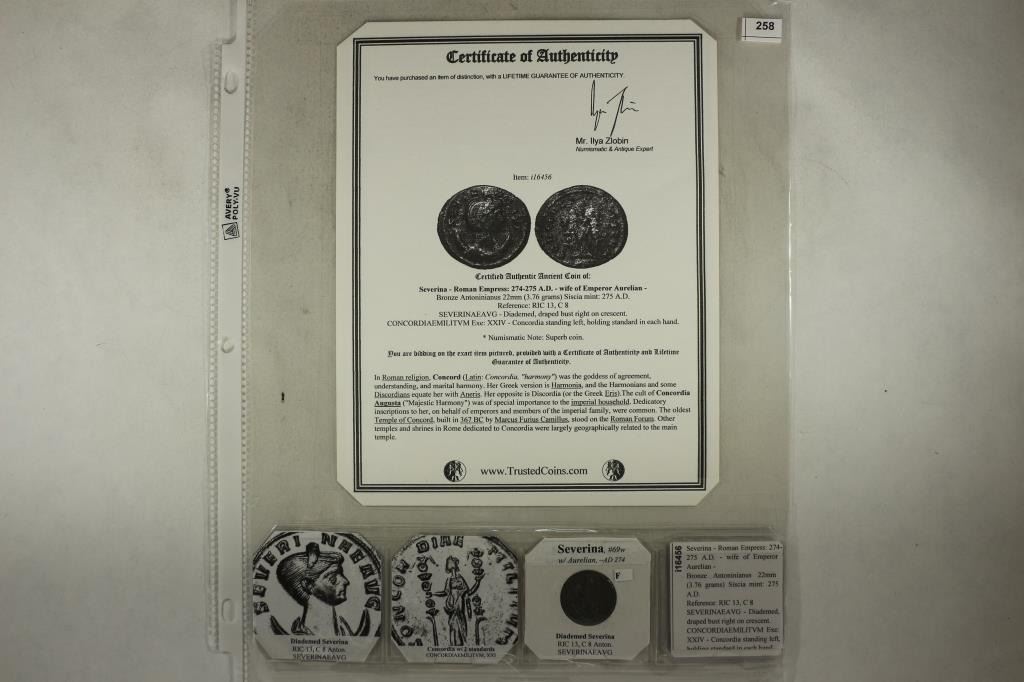 258
Certificate of Authenticity
You have purchased an item of distinction, with a LIFETIME GUARANTEE OF AUTHENTICITY.
Mr. Ilya Zlobin
Numismatic & Antique Expert
Item: i16456
Certified Authentic Ancient Coin of:
Severina - Roman Empress: 274-275 A.D. - wife of Emperor Aurelian -
Bronze Antoninianus 22mm (3.76 grams) Siscia mint: 275 A.D.
Reference: RIC 13, C 8
SEVERINAEAVG - Diademed, draped bust right on crescent.
CONCORDIAEMILITVM Exe: XXIV - Concordia standing left, holding standard in each hand.
* Numismatic Note: Superb coin.
You are bidding on the exact item pictured, provided with a Certificate of Authenticity and Lifetime
Guarantee of Authenticity.
In Roman religion, Concord (Latin: Concordia, "harmony") was the goddess of agreement,
understanding, and marital harmony. Her Greek version is Harmonia, and the Harmonians and some
Discordians equate her with Aneris. Her opposite is Discordia (or the Greek Eris).The cult of Concordia
Augusta ("Majestic Harmony") was of special importance to the imperial household. Dedicatory
inscriptions to her, on behalf of emperors and members of the imperial family, were common. The oldest
Temple of Concord, built in 367 BC by Marcus Furius Camillus, stood on the Roman Forum. Other
temples and shrines in Rome dedicated to Concordia were largely geographically related to the main
temple.
www.TrustedCoins.com
AVERY®
POLY-VU
SEVERINAEAVG
Diademed Severina
RIC 13, C 8 Anton.
SEVERINAEAVG
Concordia w/ 2 standards
CONCORDIAEMILITVM, XXI
Severina, #69w
w/ Aurelian, ~AD 274
F
Diademed Severina
RIC 13, C 8 Anton.
SEVERINAEAVG
i16456
Severina - Roman Empress: 274-
275 A.D. - wife of Emperor
Aurelian -
Bronze Antoninianus 22mm
(3.76 grams) Siscia mint: 275
A.D.
Reference: RIC 13, C 8
SEVERINAEAVG - Diademed,
draped bust right on crescent.
CONCORDIAEMILITVM Exe:
XXIV - Concordia standing left,
holding standard in each hand.